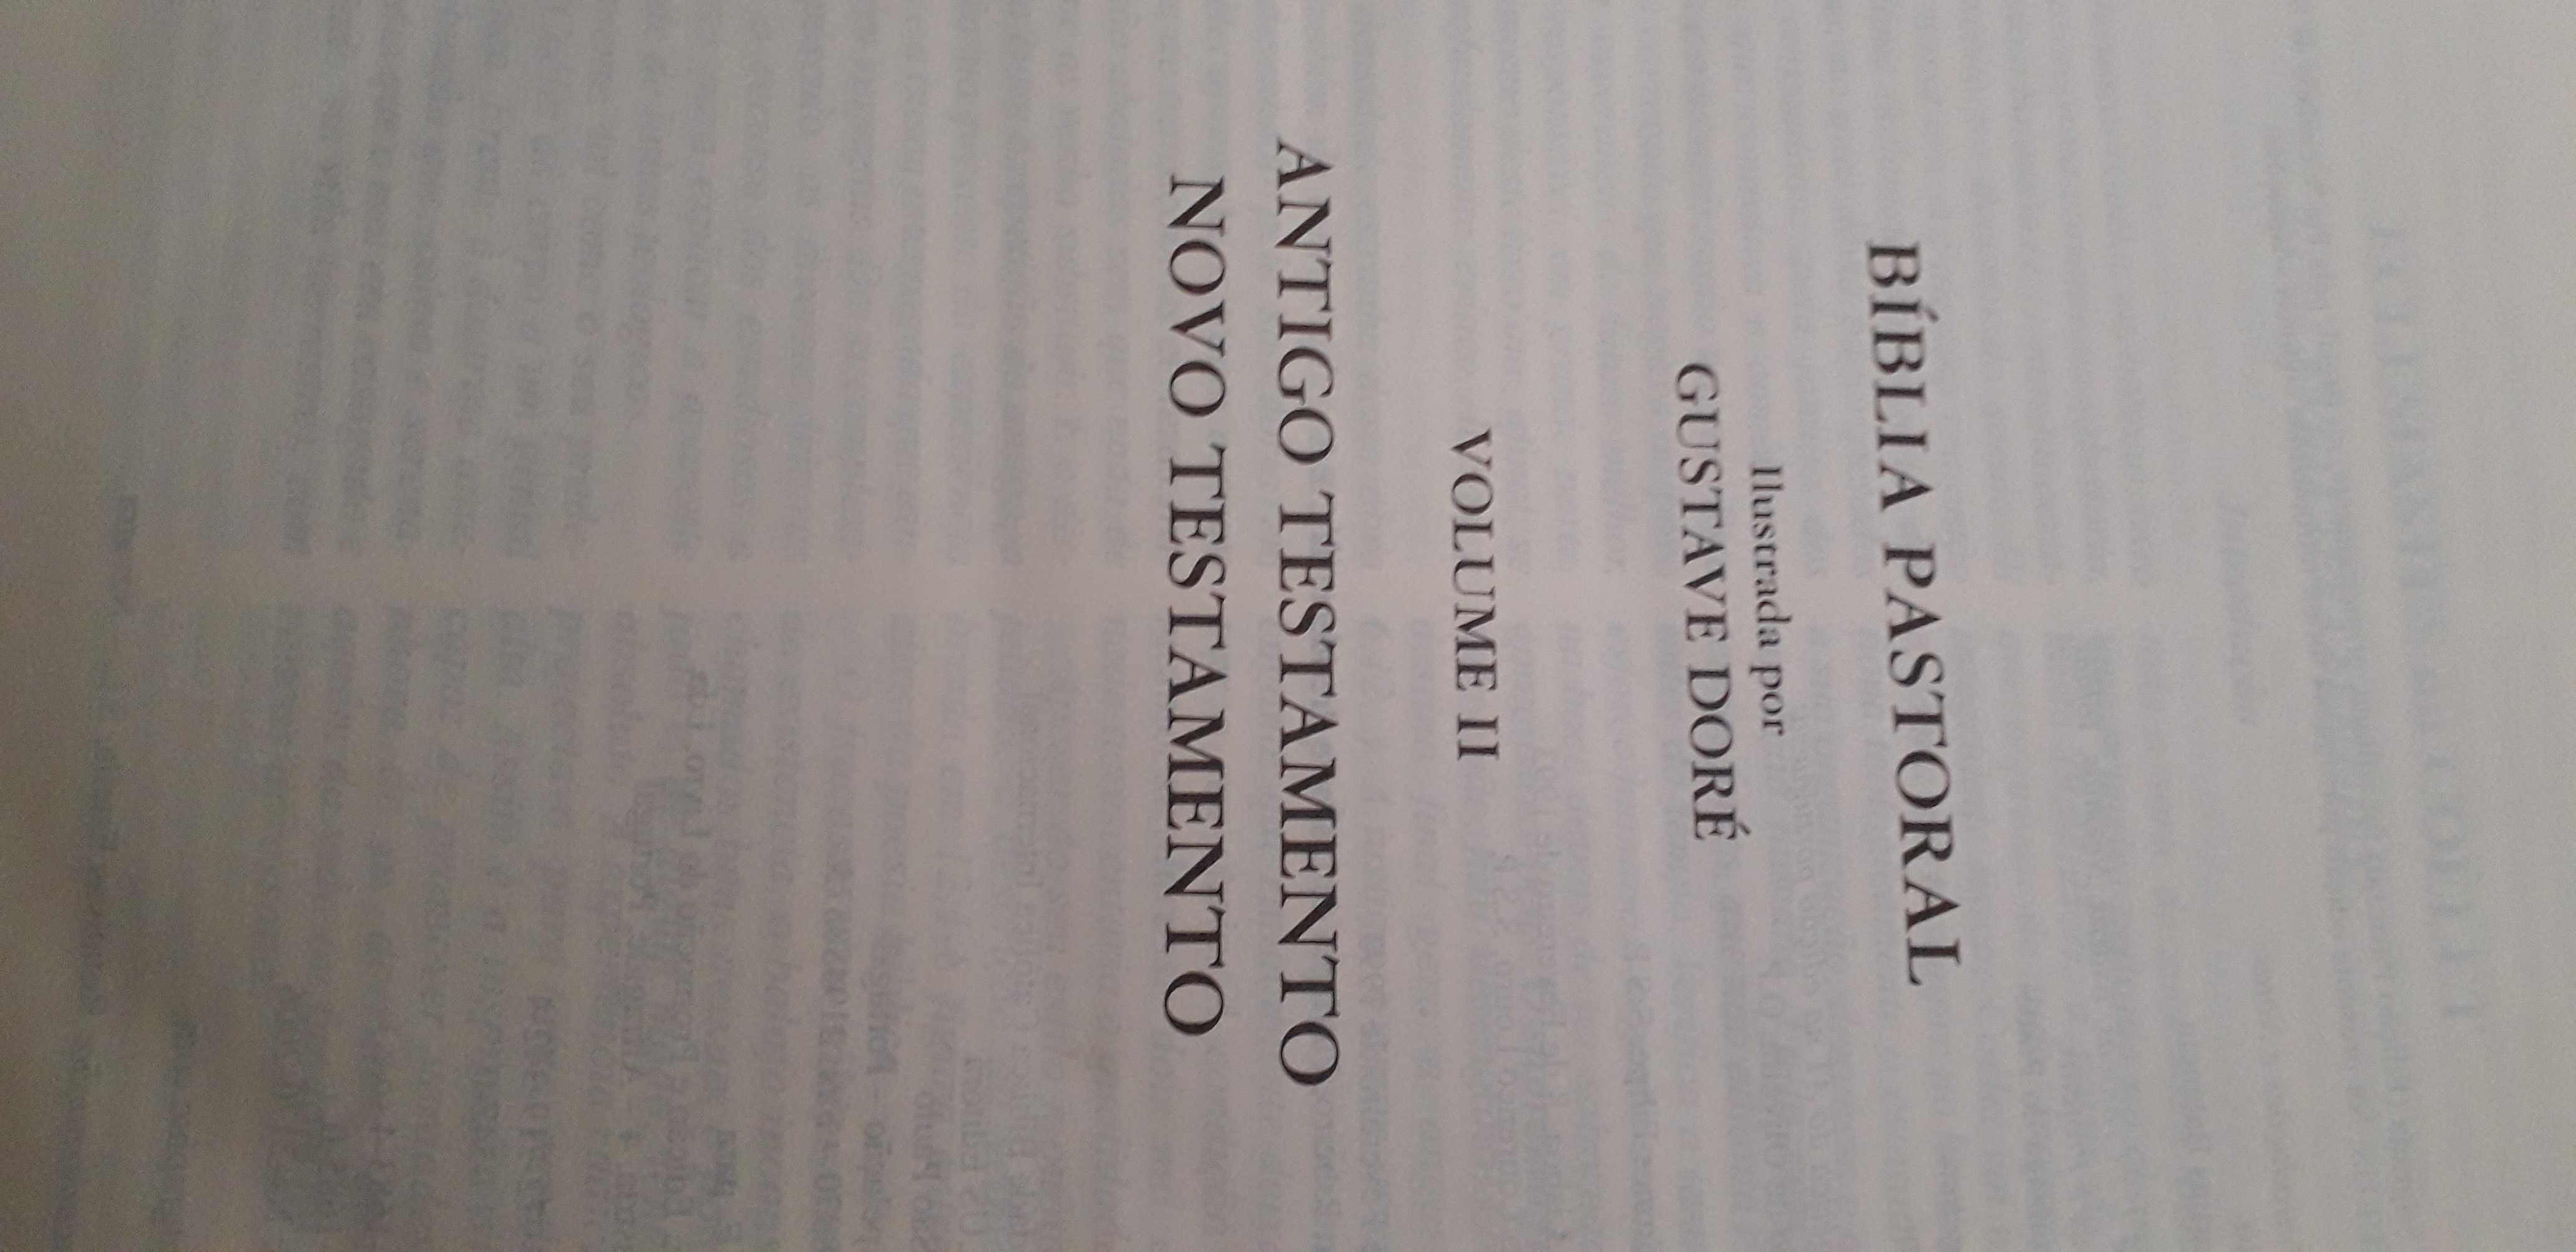 BÍBLIA PASTORAL
Ilustrada por
GUSTAVE DORÉ
VOLUME II
ANTIGO TESTAMENTO
NOVO TESTAMENTO